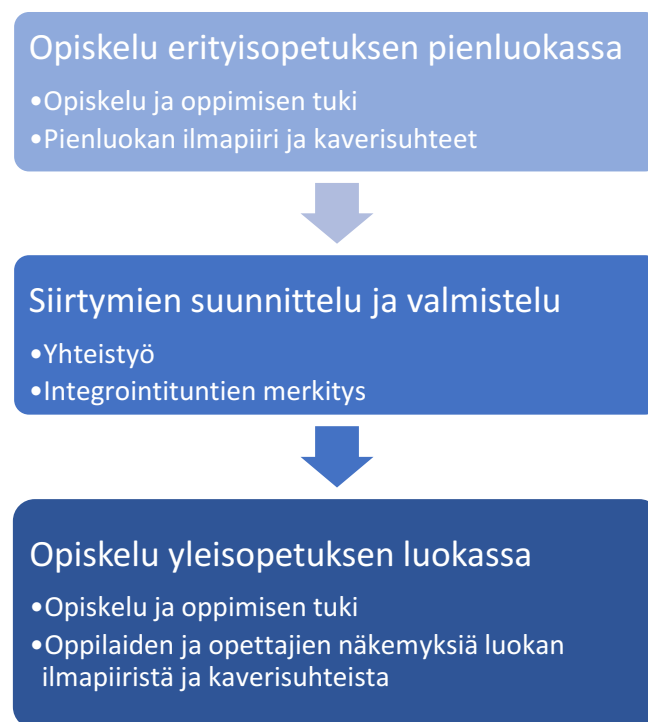 Opiskelu erityisopetuksen pienluokassa
•Opiskelu ja oppimisen tuki
•Pienluokan ilmapiiri ja kaverisuhteet
Siirtymien suunnittelu ja valmistelu
•Yhteistyö
•Integrointituntien merkitys
Opiskelu yleisopetuksen luokassa
•Opiskelu ja oppimisen tuki
•Oppilaiden ja opettajien näkemyksiä luokan
ilmapiiristä ja kaverisuhteista